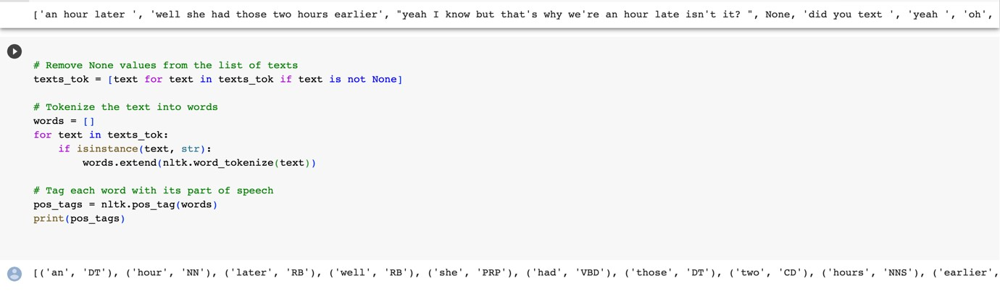 ['an hour later ', 'well she had those two hours earlier', "yeah I know but that's why we're an hour late isn't it? ", None, 'did you text ', 'yeah ', 'oh',
# Remove None values from the list of texts
texts_tok = [text for text in texts_tok if text is not None]
# Tokenize the text into words
words = []
for text in texts_tok:
    if isinstance(text, str):
        words.extend(nltk.word_tokenize(text))
# Tag each word with its part of speech
pos_tags = nltk.pos_tag(words)
print(pos_tags)
[('an', 'DT'), ('hour', 'NN'), ('later', 'RB'), ('well', 'RB'), ('she', 'PRP'), ('had', 'VBD'), ('those', 'DT'), ('two', 'CD'), ('hours', 'NNS'), ('earlier',